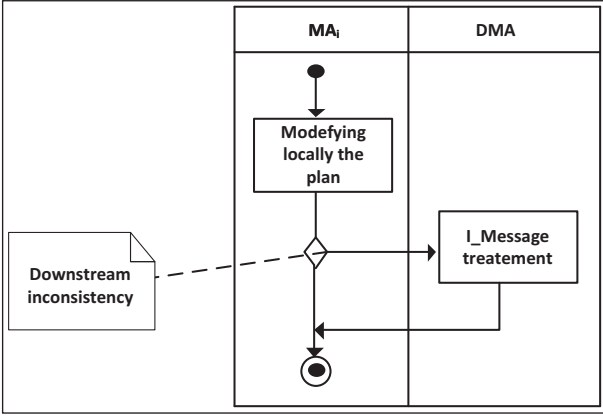 MAi
DMA
Modefying
locally the
plan
I_Message
treatement
Downstream
inconsistency